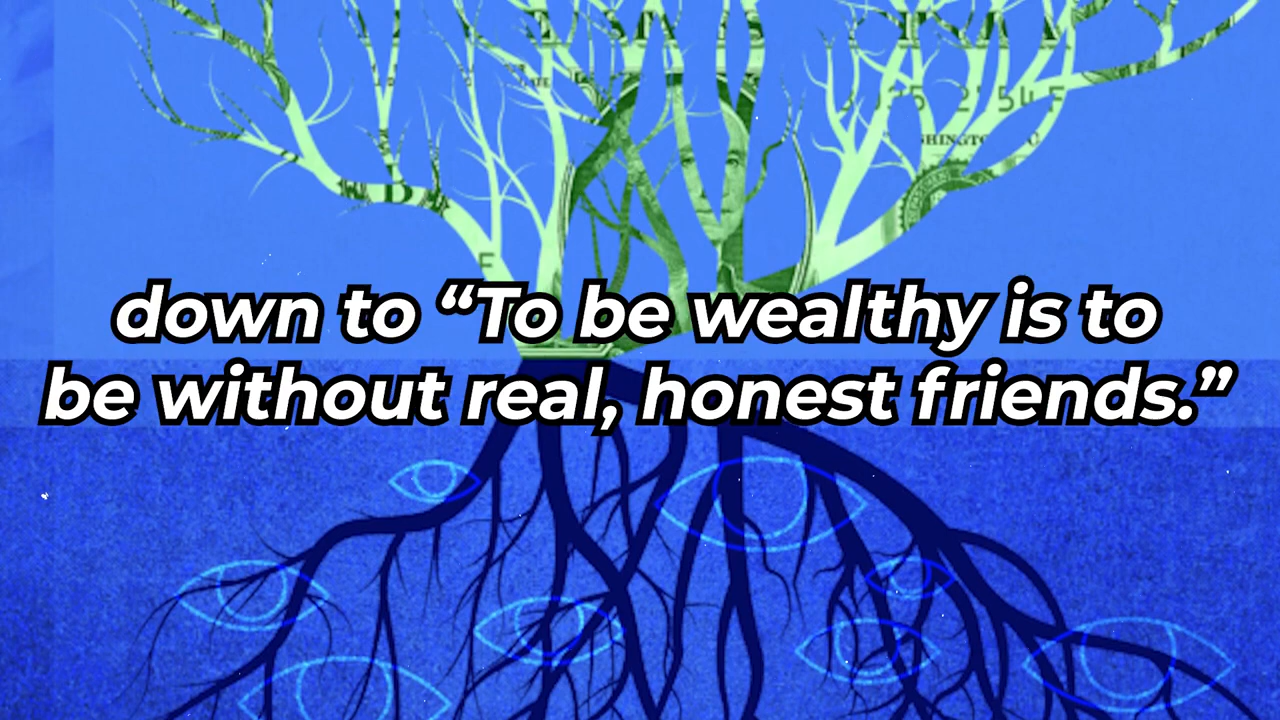 down to “To be wealthy is to
be without real, honest friends.”